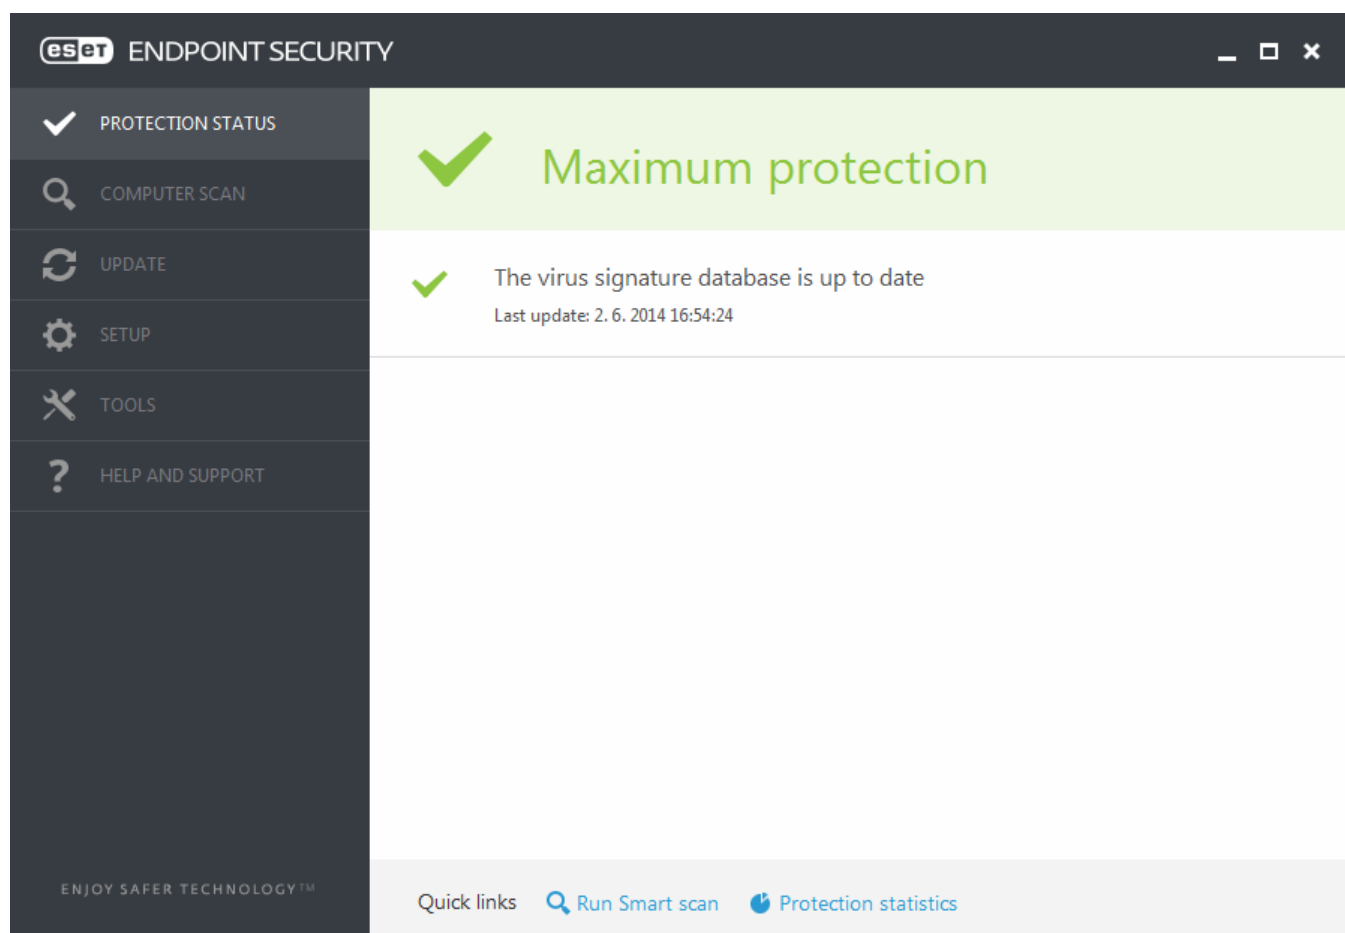 eset ENDPOINT SECURITY
PROTECTION STATUS
COMPUTER SCAN
UPDATE
SETUP
TOOLS
HELP AND SUPPORT
ENJOY SAFER TECHNOLOGY™
Maximum protection
The virus signature database is up to date
Last update: 2. 6. 2014 16:54:24
Quick links Run Smart scan Protection statistics